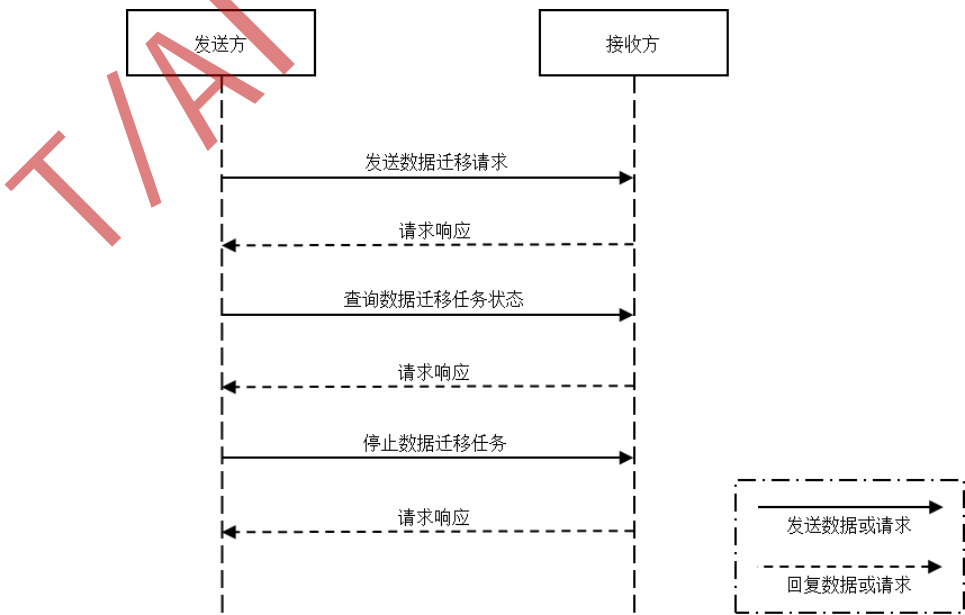 发送方
接收方
T/AI
发送数据迁移请求
请求响应
查询数据迁移任务状态
请求响应
停止数据迁移任务
请求响应
发送数据或请求
回复数据或请求